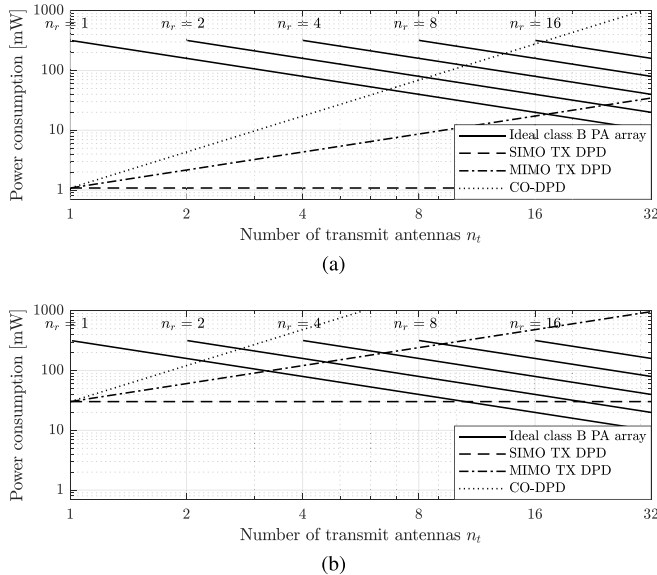 1000
n_r = 1
n_r = 2
n_r = 4
n_r = 8
n_r = 16
100
10
1
Power consumption [mW]
Ideal class B PA array
SIMO TX DPD
MIMO TX DPD
CO-DPD
1 2 4 8 16 32
Number of transmit antennas n_t
(a)
1000
n_r = 1
n_r = 2
n_r = 4
n_r = 8
n_r = 16
100
10
1
Power consumption [mW]
Ideal class B PA array
SIMO TX DPD
MIMO TX DPD
CO-DPD
1 2 4 8 16 32
Number of transmit antennas n_t
(b)